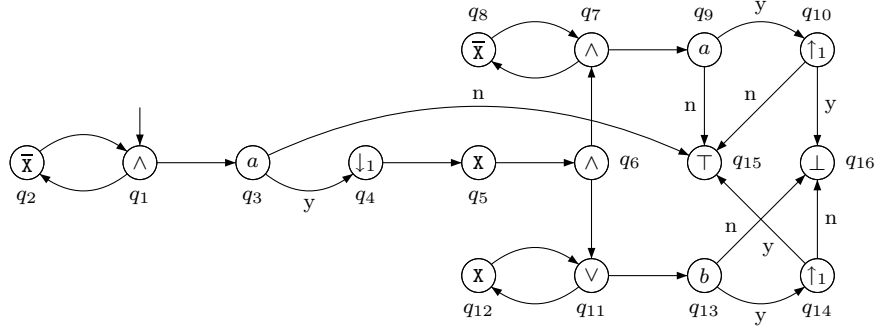 q₈ q₇ q₉ y q₁₀
X̅ ∧ a ↑₁
n n n y
X̅ ∧ a ↓₁ X ∧ q₆ ⊤ q₁₅ ⊥ q₁₆
q₂ q₁ q₃ y q₄ q₅
n y n
X ∨ b ↑₁
q₁₂ q₁₁ q₁₃ y q₁₄